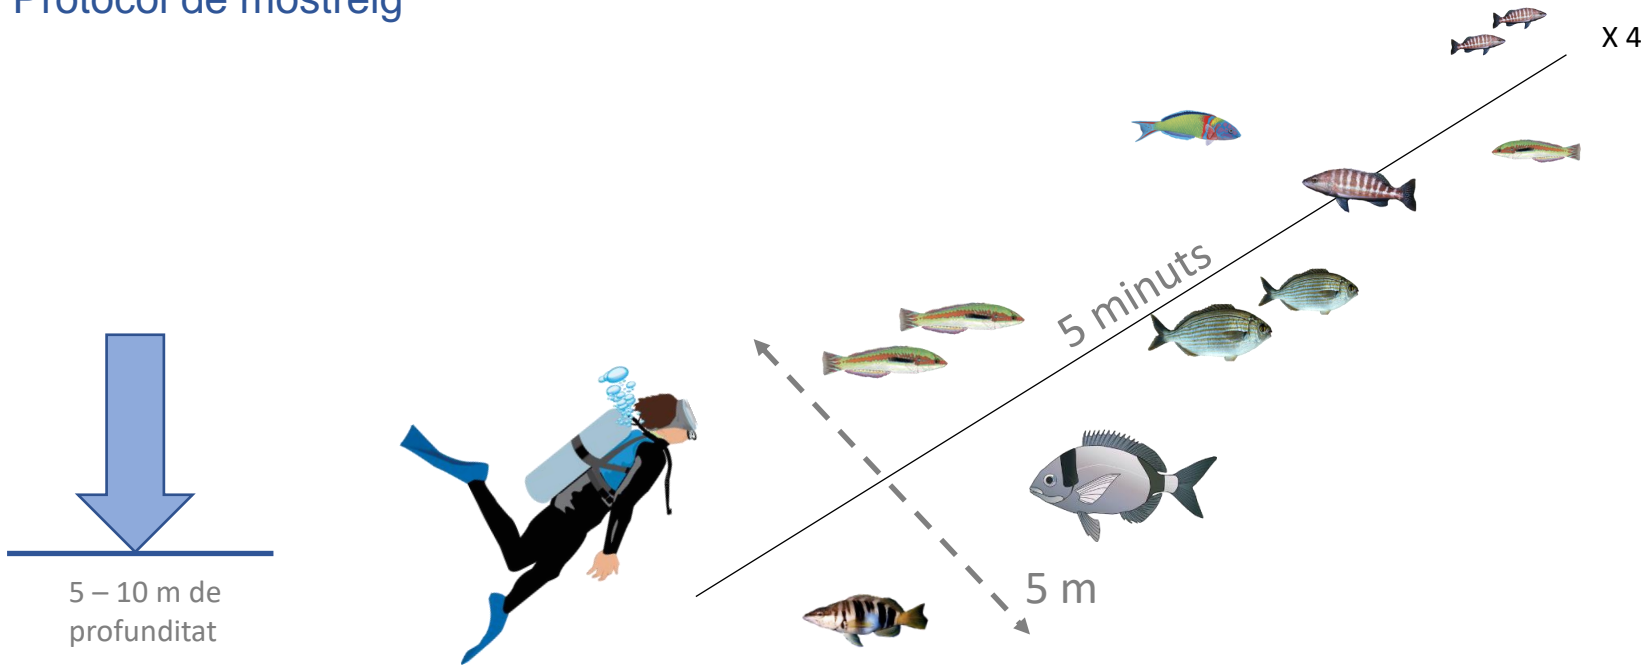 Protocol de mostreig
X 4
5 minuts
5 m
5 – 10 m de
profunditat